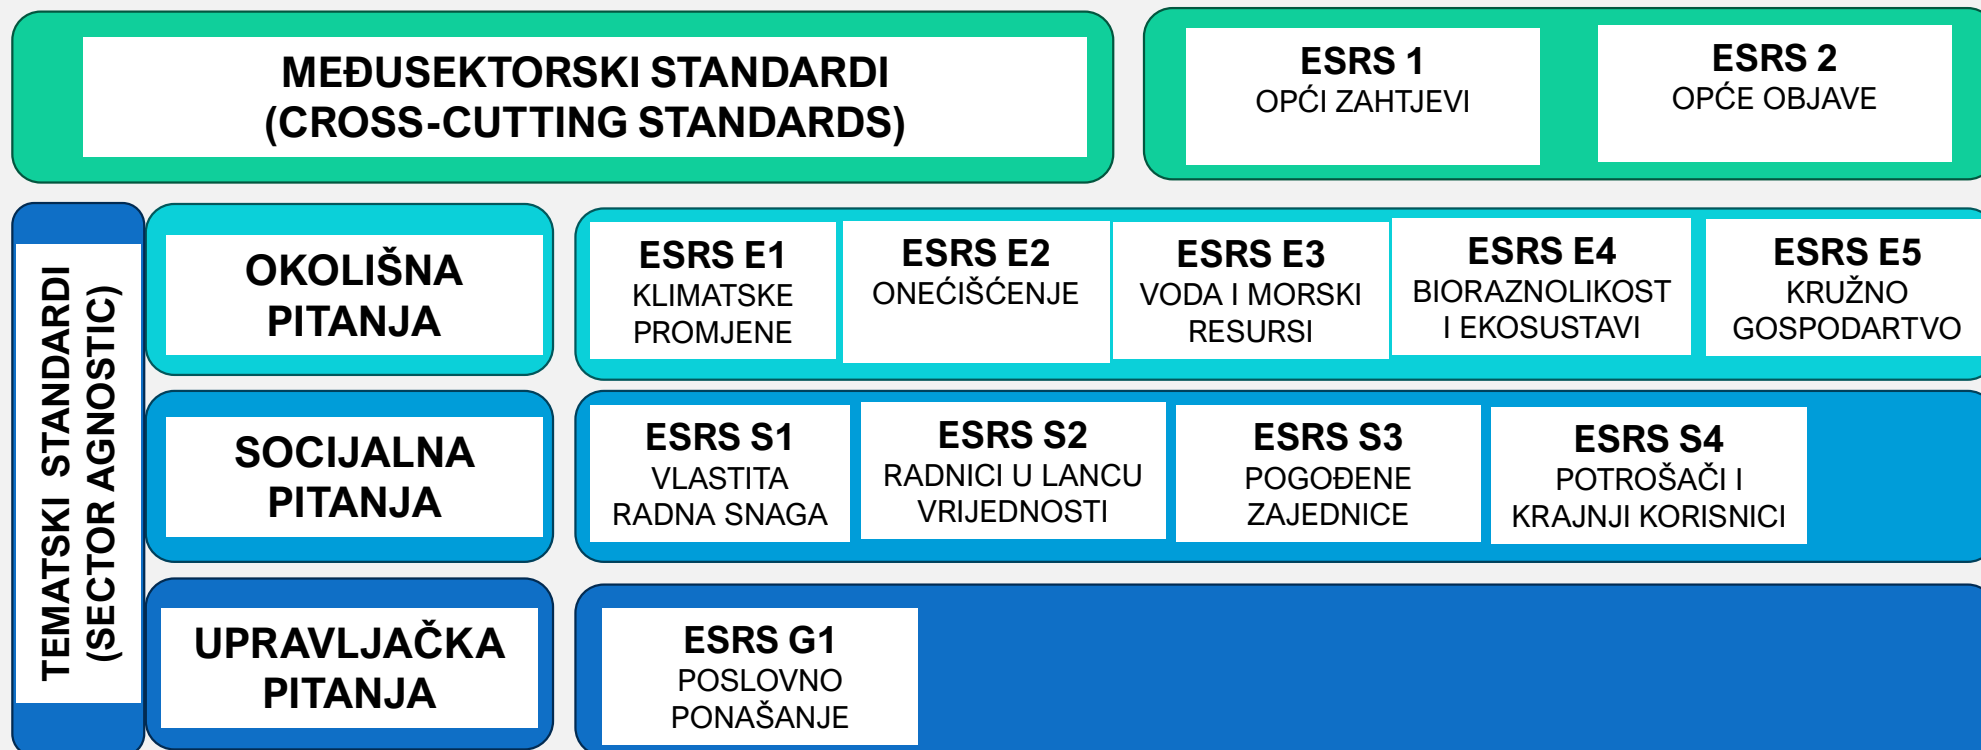 MEĐUSEKTORSKI STANDARDI
(CROSS-CUTTING STANDARDS)
ESRS 1
OPĆI ZAHTJEVI
ESRS 2
OPĆE OBJAVE
TEMATSKI STANDARDI
(SECTOR AGNOSTIC)
OKOLIŠNA
PITANJA
ESRS E1
KLIMATSKE
PROMJENE
ESRS E2
ONEĆIŠĆENJE
ESRS E3
VODA I MORSKI
RESURSI
ESRS E4
BIORAZNOLIKOST
I EKOSUSTAVI
ESRS E5
KRUŽNO
GOSPODARTVO
SOCIJALNA
PITANJA
ESRS S1
VLASTITA
RADNA SNAGA
ESRS S2
RADNICI U LANCU
VRIJEDNOSTI
ESRS S3
POGOĐENE
ZAJEDNICE
ESRS S4
POTROŠAČI I
KRAJNJI KORISNICI
UPRAVLJAČKA
PITANJA
ESRS G1
POSLOVNO
PONAŠANJE